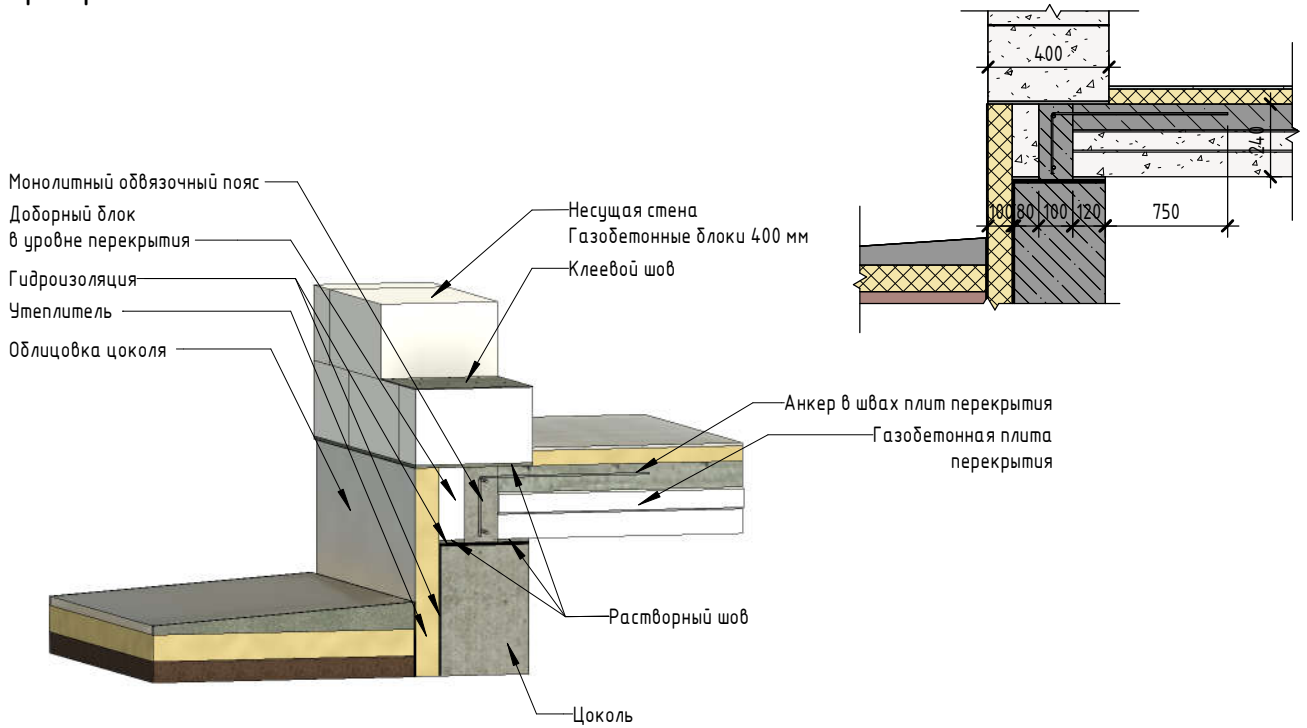 400
240
100
80
100
120
750
Монолитный обвязочный пояс
Доборный блок
в уровне перекрытия
Гидроизоляция
Утеплитель
Облицовка цоколя
Несущая стена
Газобетонные блоки 400 мм
Клеевой шов
Анкер в швах плит перекрытия
Газобетонная плита
перекрытия
Растворный шов
Цоколь